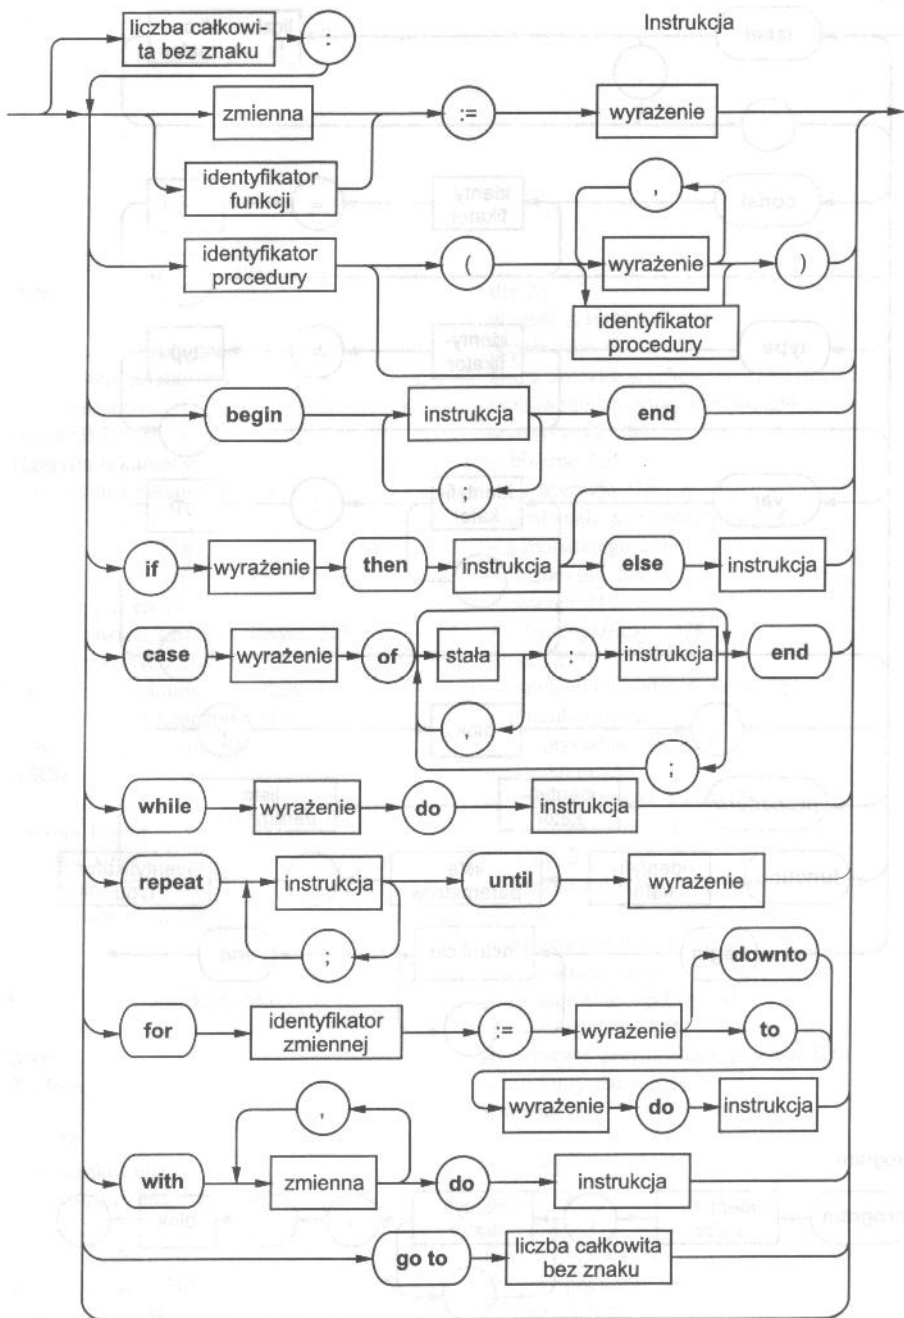 Instrukcja
liczba całkowi-
ta bez znaku :
zmienna := wyrażenie
identyfikator
funkcji
,
identyfikator
procedury ( wyrażenie )
identyfikator
procedury
begin instrukcja end
;
if wyrażenie then instrukcja else instrukcja
case wyrażenie of stała : instrukcja end
,
;
while wyrażenie do instrukcja
repeat instrukcja until wyrażenie
;
downto
for identyfikator
zmiennej := wyrażenie to
wyrażenie do instrukcja
,
with zmienna do instrukcja
go to liczba całkowita
bez znaku